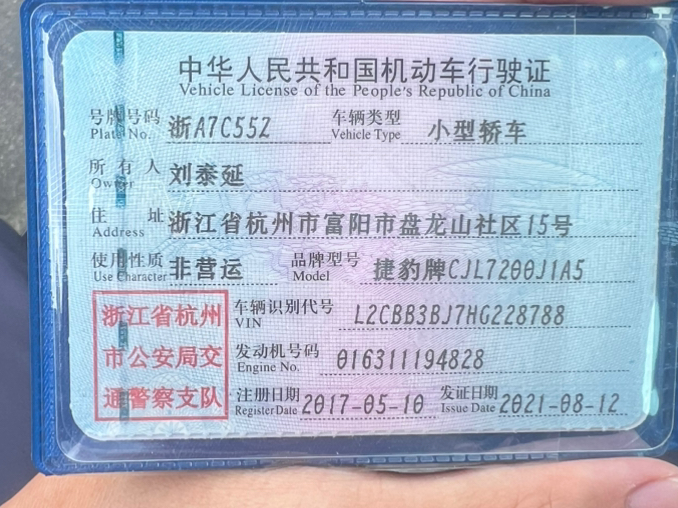 中华人民共和国机动车行驶证
Vehicle License of the People's Republic of China
号牌号码 浙A7C55Z 车辆类型 小型轿车
Plate No. Vehicle Type
所有人 刘泰延
Owner
住址 浙江省杭州市富阳市盘龙山社区15号
Address
使用性质 非营运 品牌型号 捷豹牌CJL7200J1A5
Use Character Model
浙江省杭州市公安局交通警察支队
车辆识别代号 L2CBB3BJ7HG228788
VIN
发动机号码 016311194828
Engine No.
注册日期 2017-05-10 发证日期 2021-08-12
Register Date Issue Date